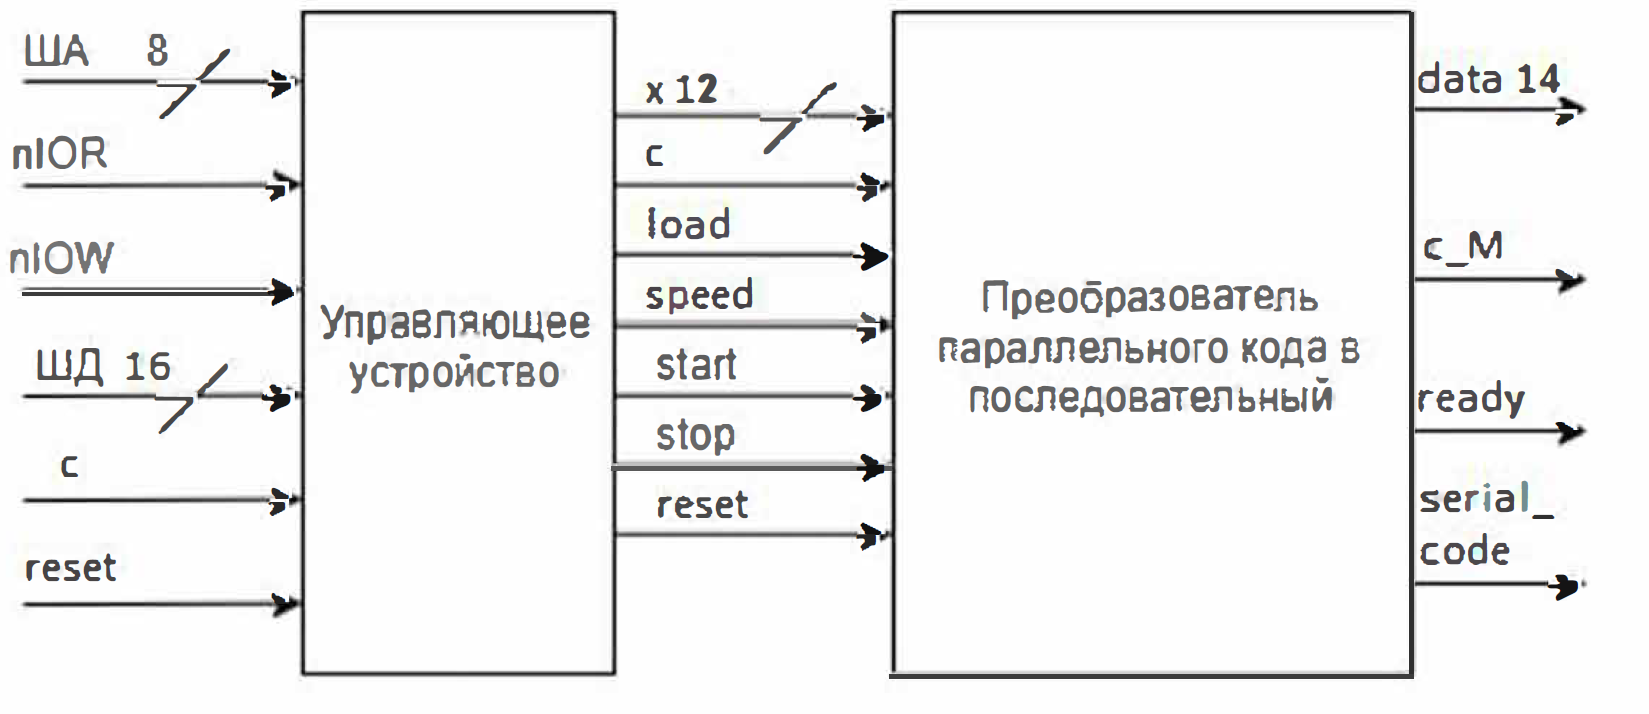 ША 8
nIOR
nIOW
ШД 16
c
reset
Управляющее
устройство
x 12
c
load
speed
start
stop
reset
Преобразователь
параллельного кода в
последовательный
data 14
c_M
ready
serial_
code